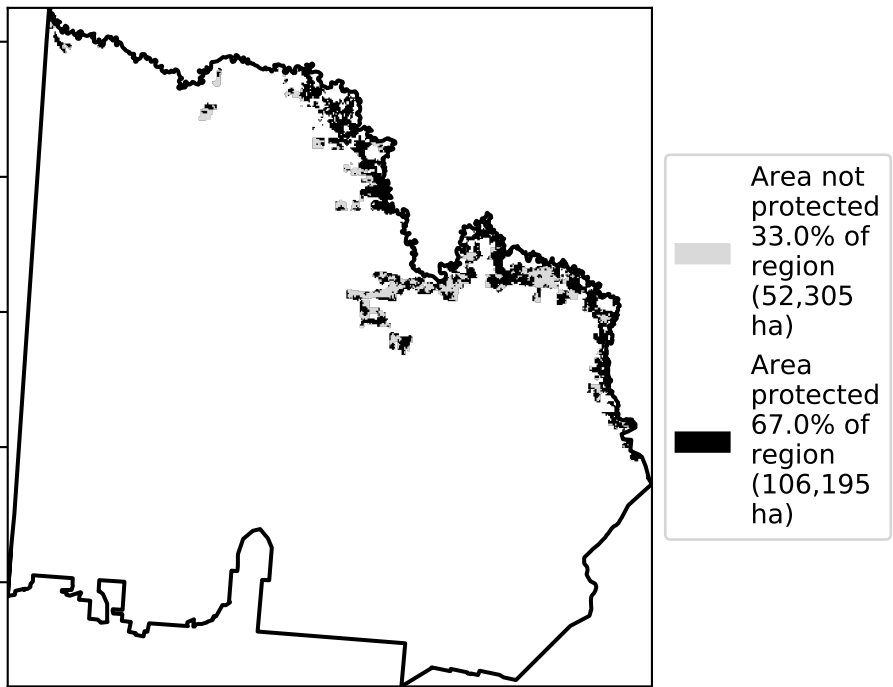 Area not
protected
33.0% of
region
(52,305
ha)
Area
protected
67.0% of
region
(106,195
ha)